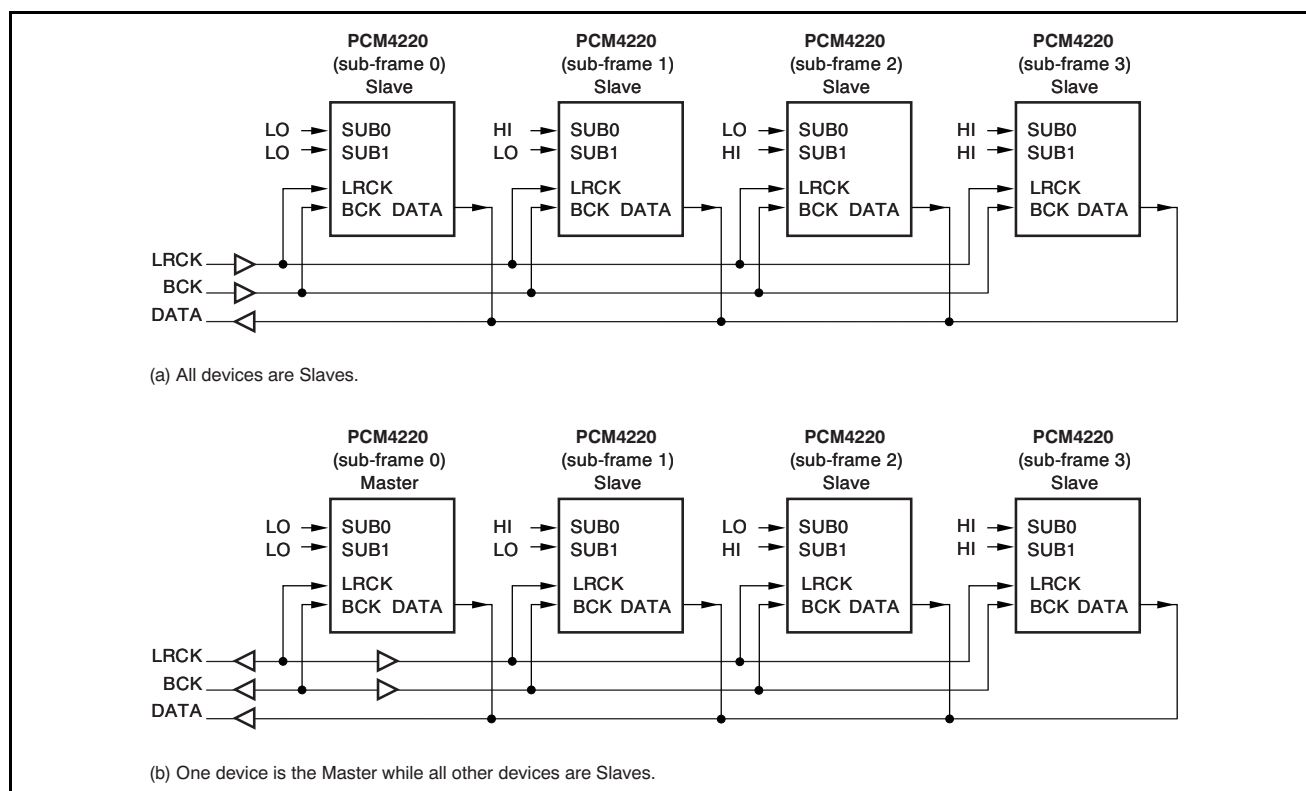 PCM4220 PCM4220 PCM4220 PCM4220
(sub-frame 0) (sub-frame 1) (sub-frame 2) (sub-frame 3)
Slave Slave Slave Slave
LO SUB0 HI SUB0 LO SUB0 HI SUB0
LO SUB1 LO SUB1 HI SUB1 HI SUB1
LRCK LRCK LRCK LRCK
BCK DATA BCK DATA BCK DATA BCK DATA
LRCK
BCK
DATA
(a) All devices are Slaves.
PCM4220 PCM4220 PCM4220 PCM4220
(sub-frame 0) (sub-frame 1) (sub-frame 2) (sub-frame 3)
Master Slave Slave Slave
LO SUB0 HI SUB0 LO SUB0 HI SUB0
LO SUB1 LO SUB1 HI SUB1 HI SUB1
LRCK LRCK LRCK LRCK
BCK DATA BCK DATA BCK DATA BCK DATA
LRCK
BCK
DATA
(b) One device is the Master while all other devices are Slaves.